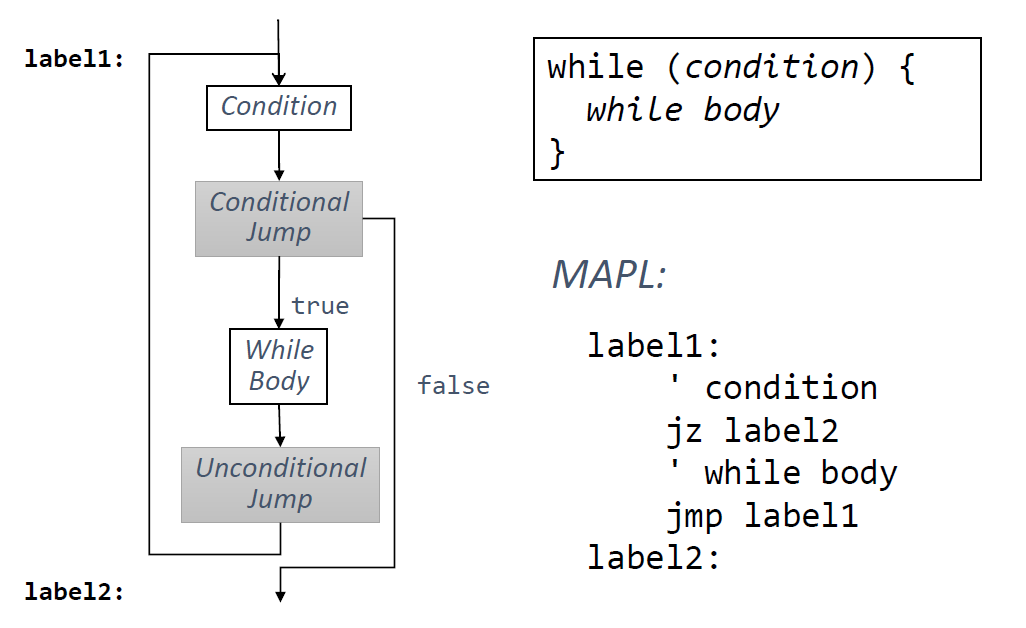 label1:
Condition
Conditional
Jump
true
While
Body
false
Unconditional
Jump
label2:
while (condition) {
while body
}
MAPL:
label1:
' condition
jz label2
' while body
jmp label1
label2: